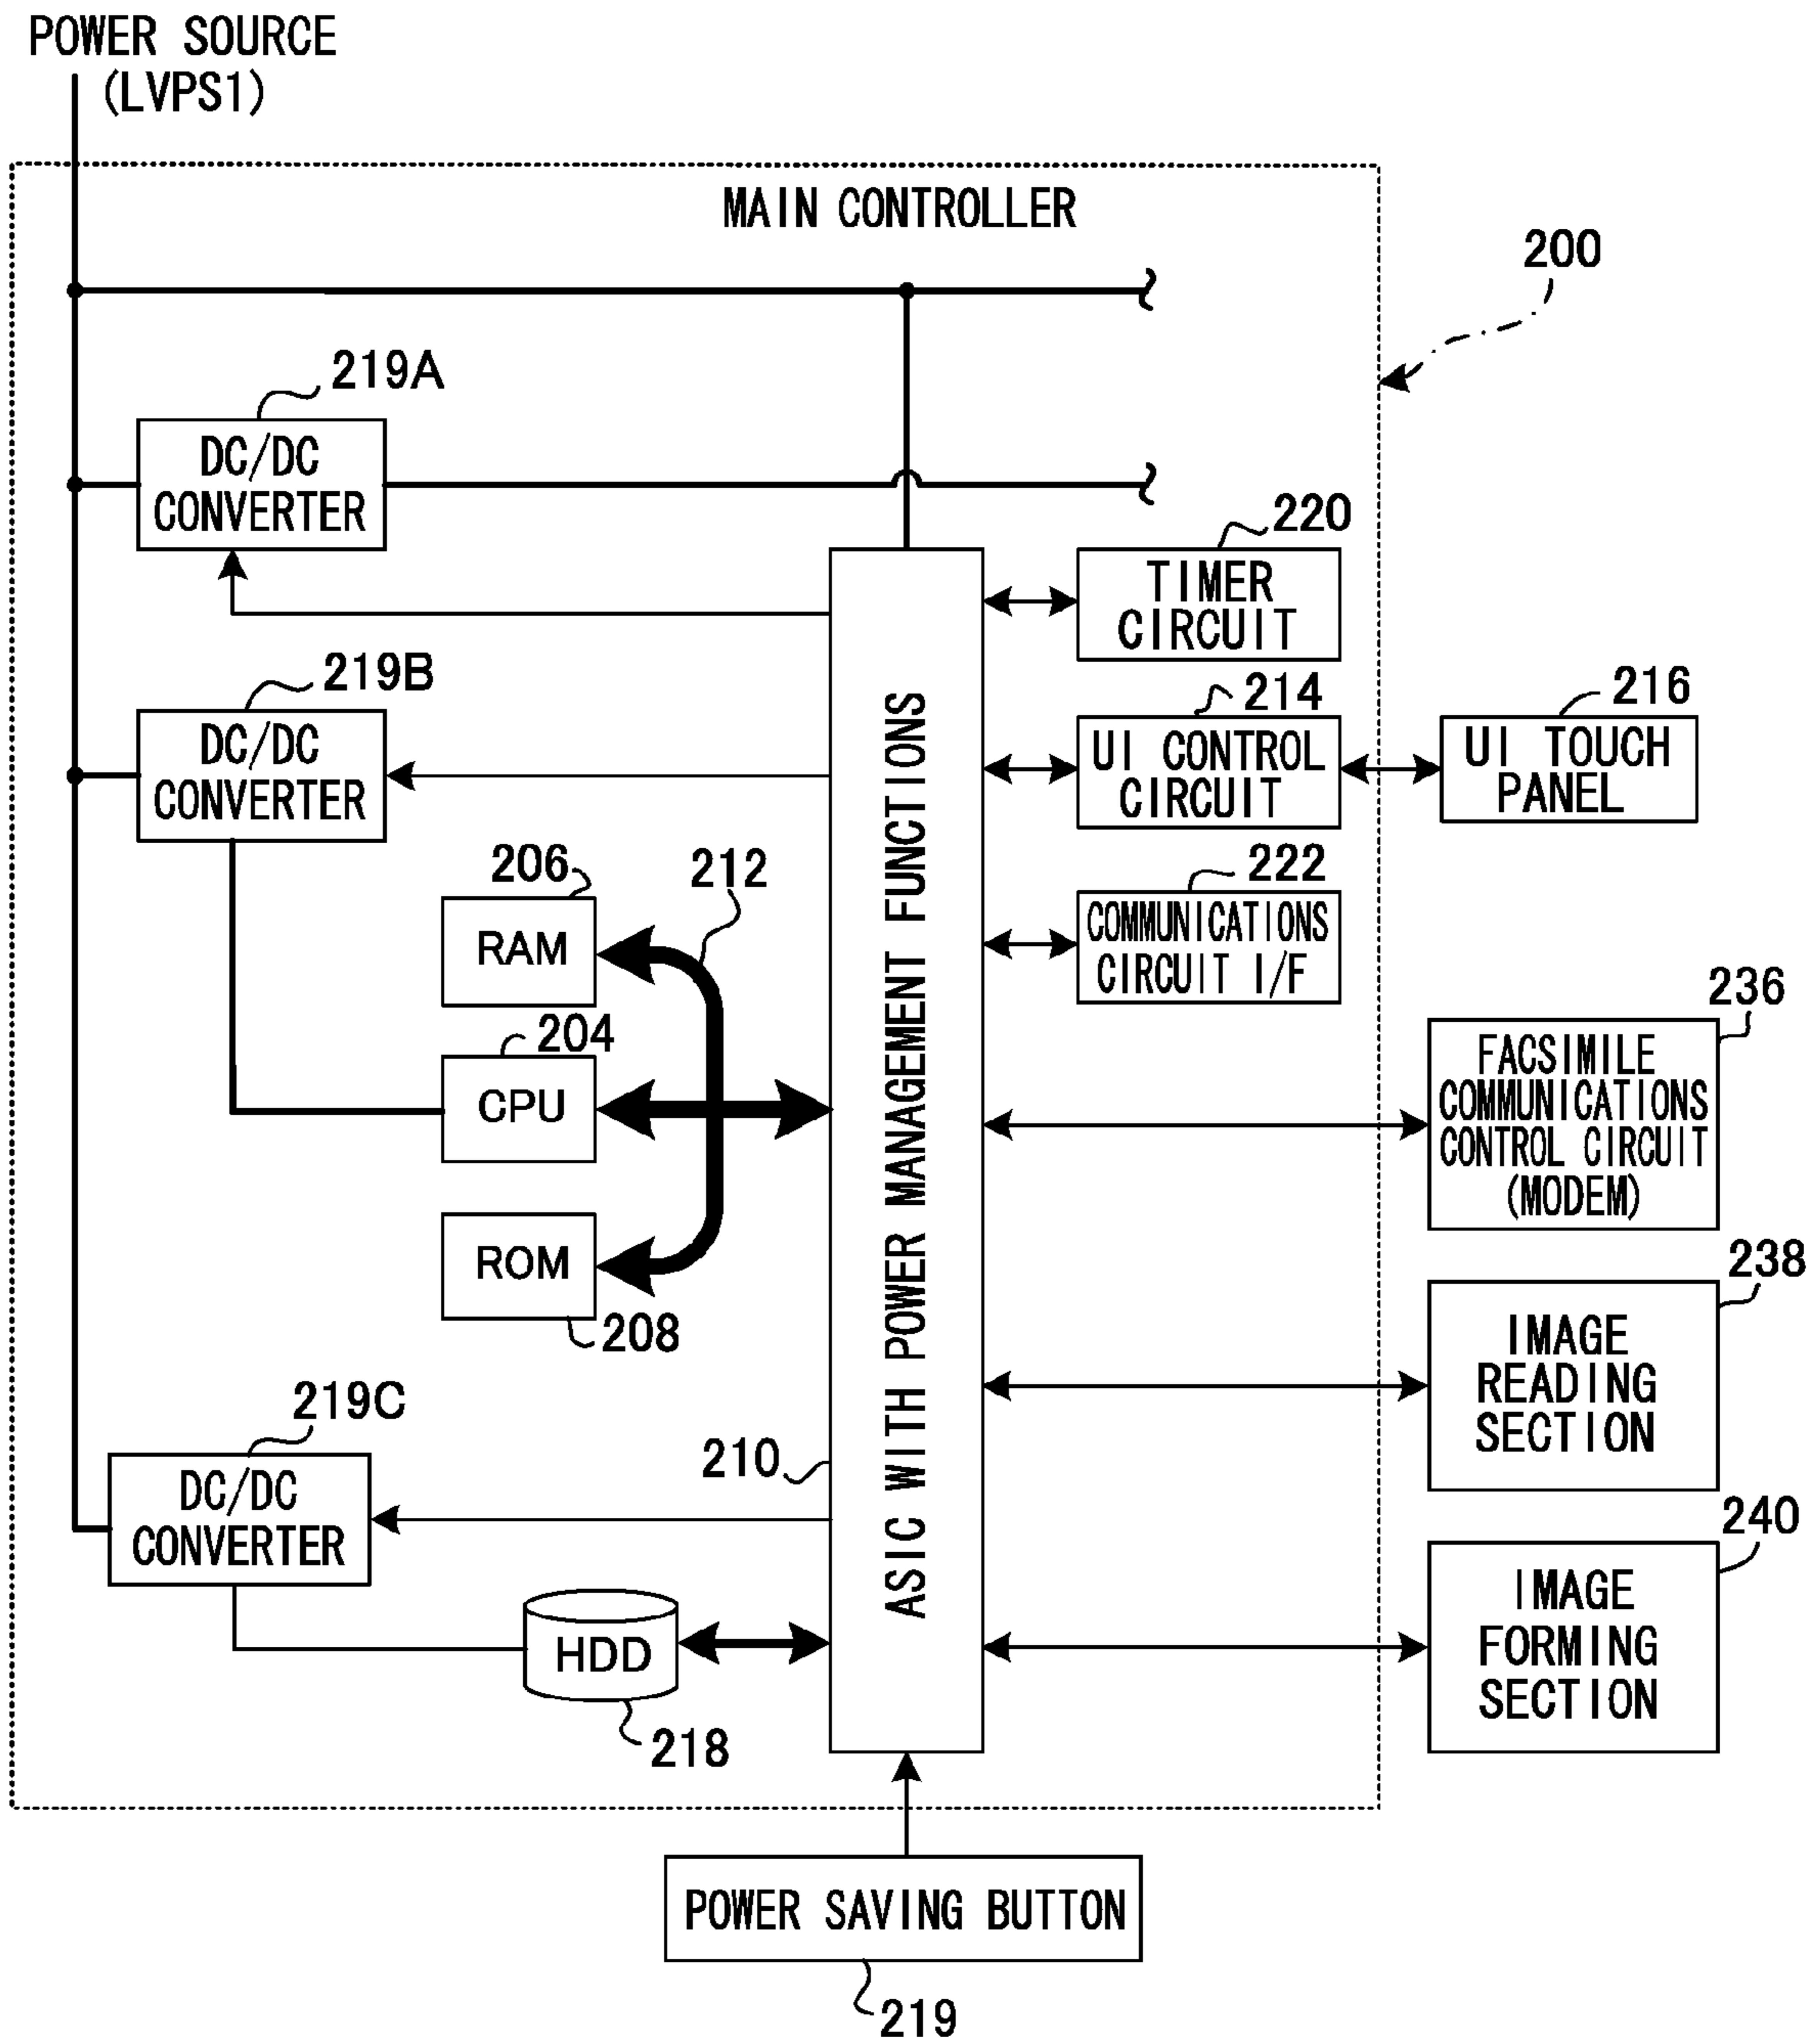 POWER SOURCE
(LVPS1)
MAIN CONTROLLER
200
219A
DC/DC
CONVERTER
220
TIMER
CIRCUIT
219B
DC/DC
CONVERTER
214
UI CONTROL
CIRCUIT
216
UI TOUCH
PANEL
206
RAM
212
222
COMMUNICATIONS
CIRCUIT I/F
204
CPU
236
FACSIMILE
COMMUNICATIONS
CONTROL CIRCUIT
(MODEM)
ROM
208
238
IMAGE
READING
SECTION
219C
DC/DC
CONVERTER
210
ASIC WITH POWER MANAGEMENT FUNCTIONS
240
IMAGE
FORMING
SECTION
HDD
218
POWER SAVING BUTTON
219